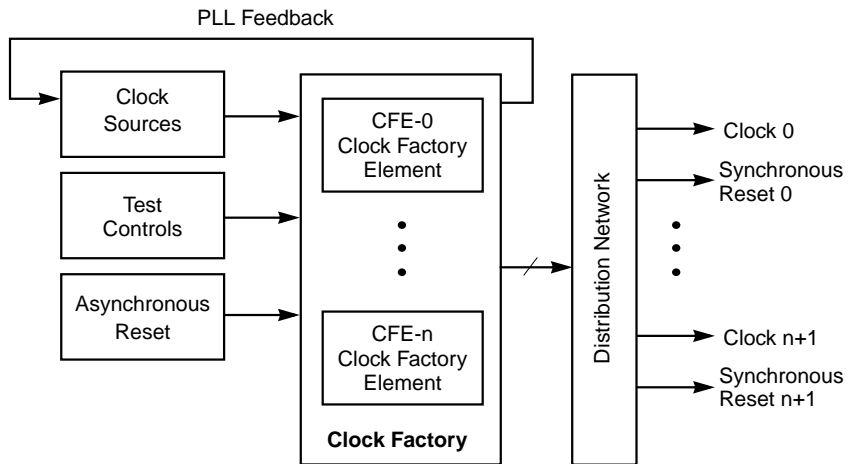 PLL Feedback
Clock
Sources
Test
Controls
Asynchronous
Reset
CFE-0
Clock Factory
Element
CFE-n
Clock Factory
Element
Clock Factory
Distribution Network
Clock 0
Synchronous
Reset 0
Clock n+1
Synchronous
Reset n+1